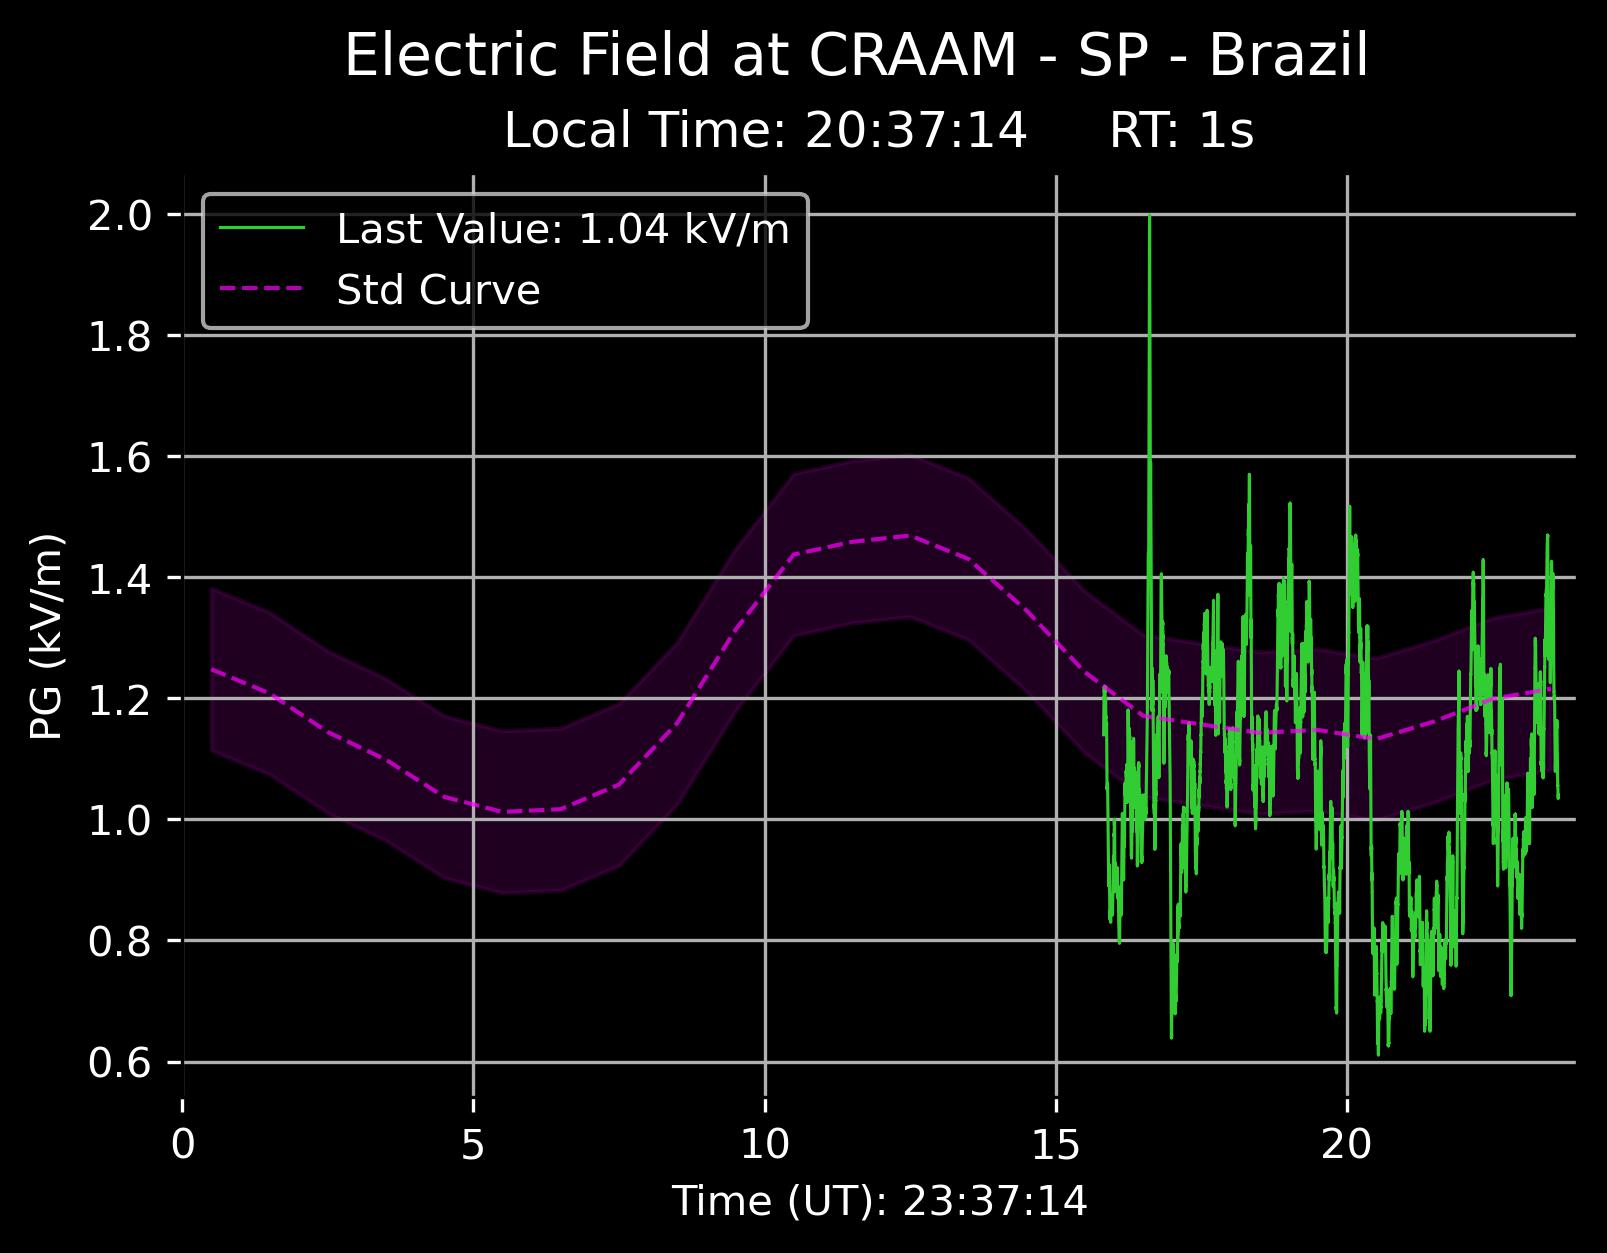 Electric Field at CRAAM - SP - Brazil
Local Time: 20:37:14 RT: 1s
Last Value: 1.04 kV/m
Std Curve
2.0
1.8
1.6
1.4
1.2
1.0
0.8
0.6
PG (kV/m)
0 5 10 15 20
Time (UT): 23:37:14